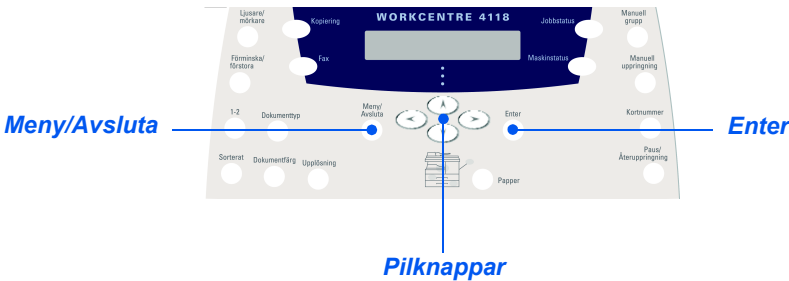 WORKCENTRE 4118
Ljusare/
mörkare
Kopiering
Jobbstatus
Manuell
grupp
Förminska/
förstora
Fax
Maskinstatus
Manuell
uppringning
1-2
Dokumenttyp
Meny/
Avsluta
Enter
Kortnummer
Meny/Avsluta
Enter
Sorterat
Dokumentfärg
Upplösning
Papper
Paus/
Återuppringning
Pilknappar